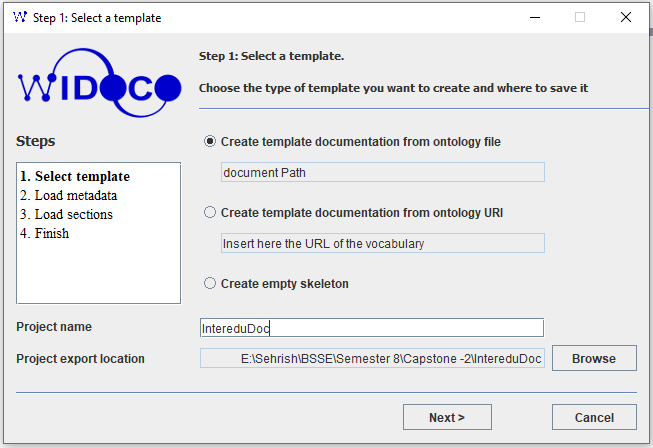 Step 1: Select a template
WIDOCO
Step 1: Select a template.
Choose the type of template you want to create and where to save it
Steps
1. Select template
2. Load metadata
3. Load sections
4. Finish
Create template documentation from ontology file
document Path
Create template documentation from ontology URI
Insert here the URL of the vocabulary
Create empty skeleton
Project name
IntereduDoc
Project export location
E:\Sehrish\BSSE\Semester 8\Capstone -2\IntereduDoc
Browse
Next >
Cancel